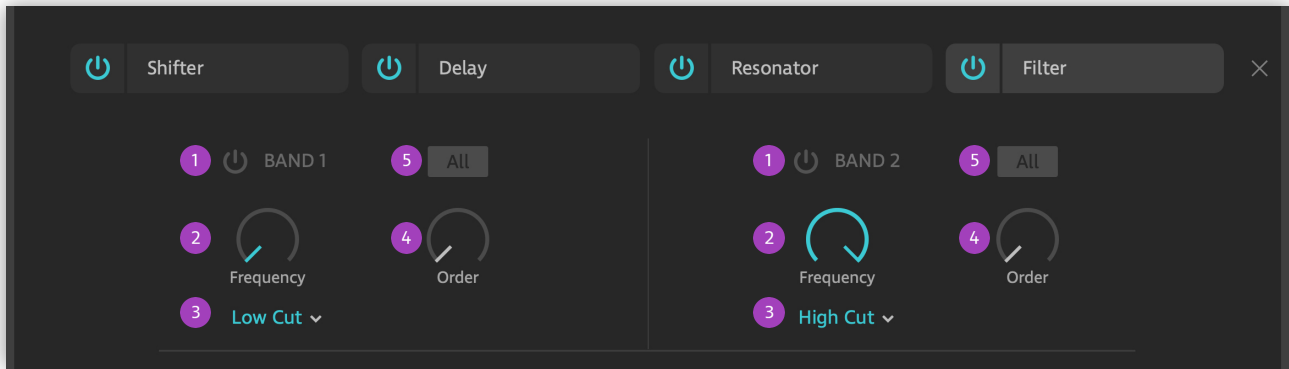 Shifter Delay Resonator Filter
1 BAND 1 5 All 1 BAND 2 5 All
2 4 2 4
Frequency Order Frequency Order
3 Low Cut 3 High Cut